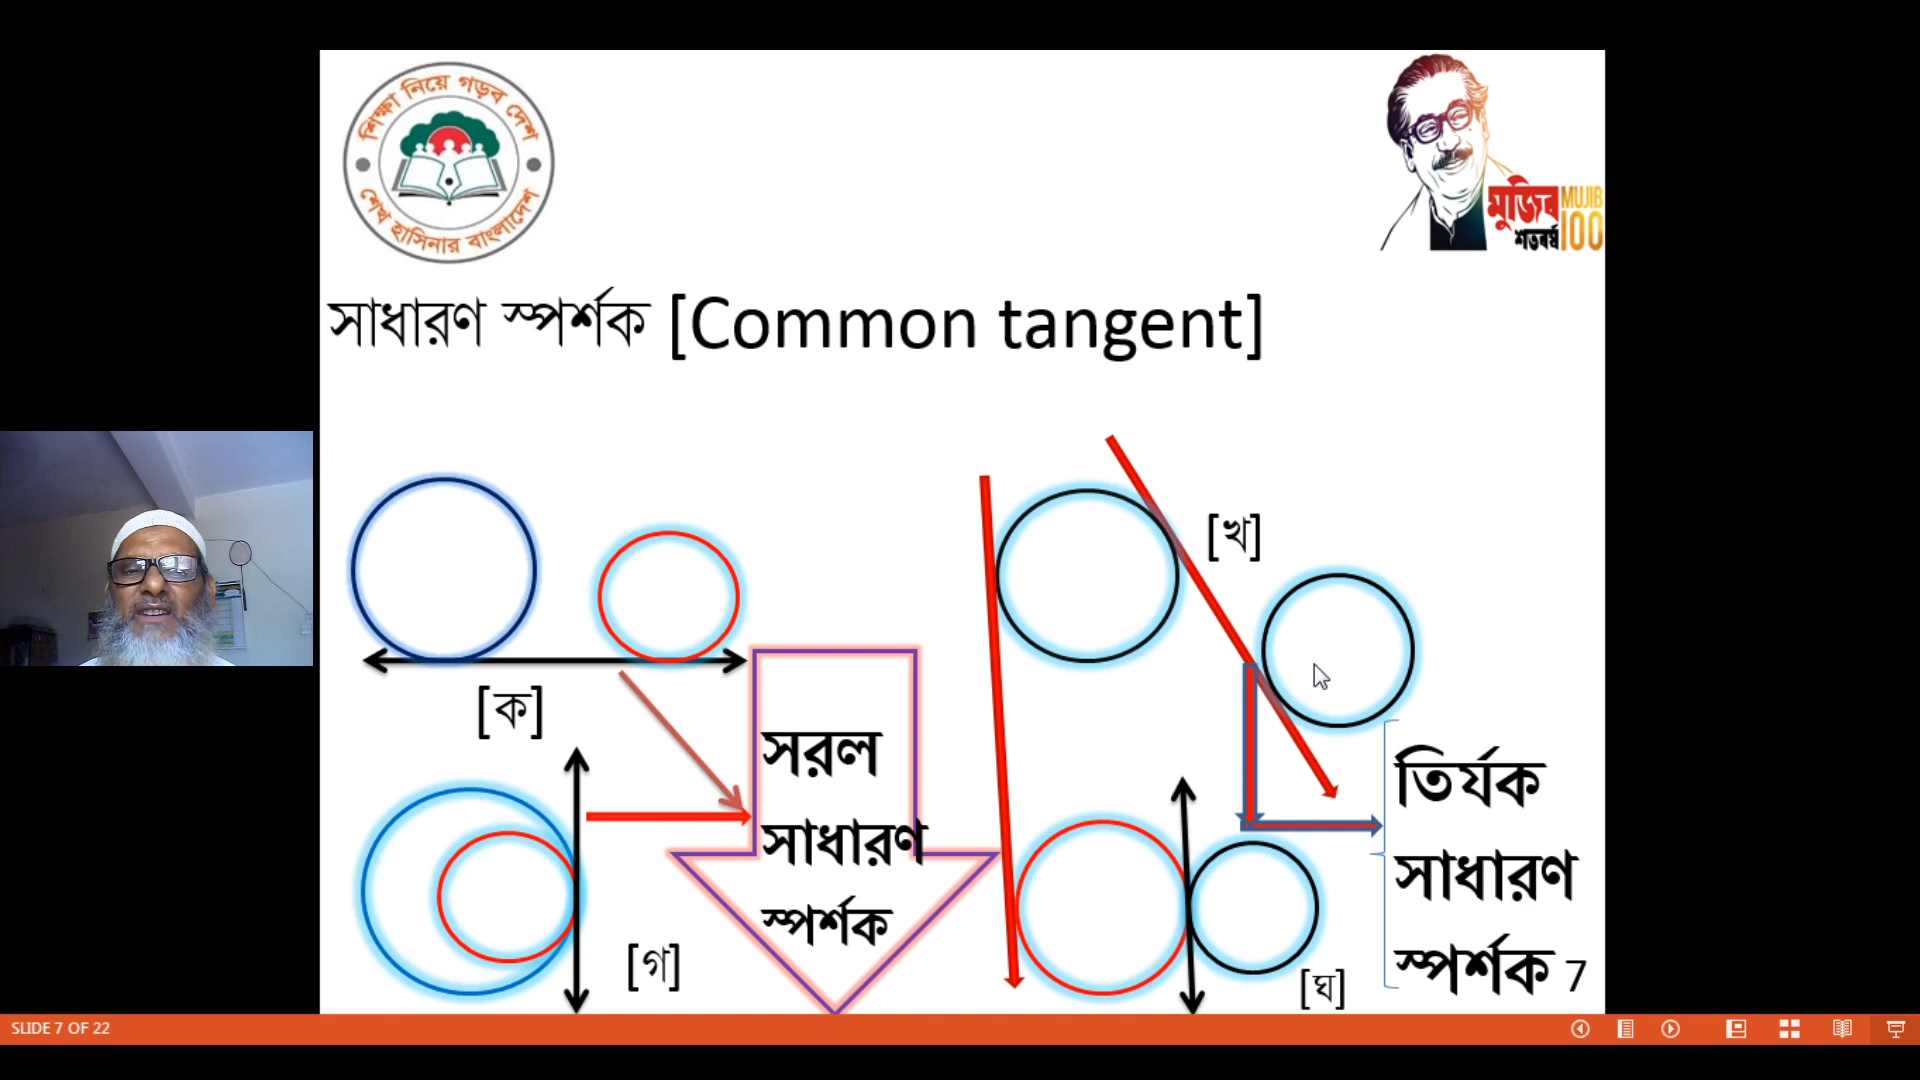 শিক্ষা নিয়ে গড়ব দেশ
শেখ হাসিনার বাংলাদেশ
মুজিব
শতবর্ষ
MUJIB
100
সাধারণ স্পর্শক [Common tangent]
[ক]
[খ]
সরল
সাধারণ
স্পর্শক
[গ]
তির্যক
সাধারণ
স্পর্শক
[ঘ]
7
SLIDE 7 OF 22